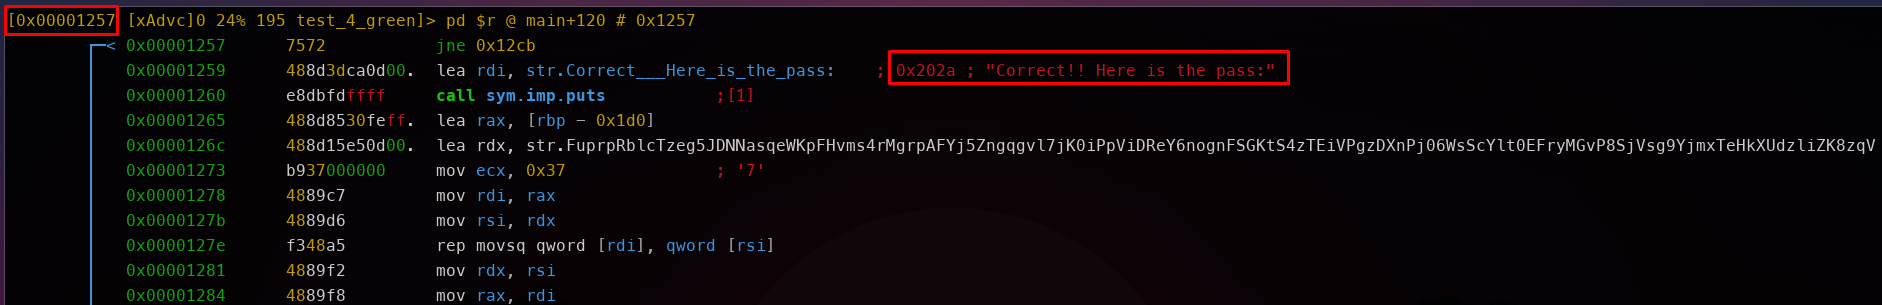 [0x00001257 [xAdvc]0 24% 195 test_4_green]> pd $r @ main+120 # 0x1257
< 0x00001257 7572 jne 0x12cb
0x00001259 488d3dca0d00. lea rdi, str.Correct___Here_is_the_pass: ; 0x202a ; "Correct!! Here is the pass:"
0x00001260 e8dbfdffff call sym.imp.puts ;[1]
0x00001265 488d8530feff. lea rax, [rbp - 0x1d0]
0x0000126c 488d15e50d00. lea rdx, str.FuprpRblcTzeg5JDNNasqeWKpFHvms4rMgrpAFYj5Zngqgvl7jK0iPpViDReY6nognFSGKtS4zTEiVPgzDXnPj06WsScYlt0EFryMGvP8SjVsg9YjmxTeHkXUdzliZK8zqV
0x00001273 b937000000 mov ecx, 0x37 ; '7'
0x00001278 4889c7 mov rdi, rax
0x0000127b 4889d6 mov rsi, rdx
0x0000127e f348a5 rep movsq qword [rdi], qword [rsi]
0x00001281 4889f2 mov rdx, rsi
0x00001284 4889f8 mov rax, rdi